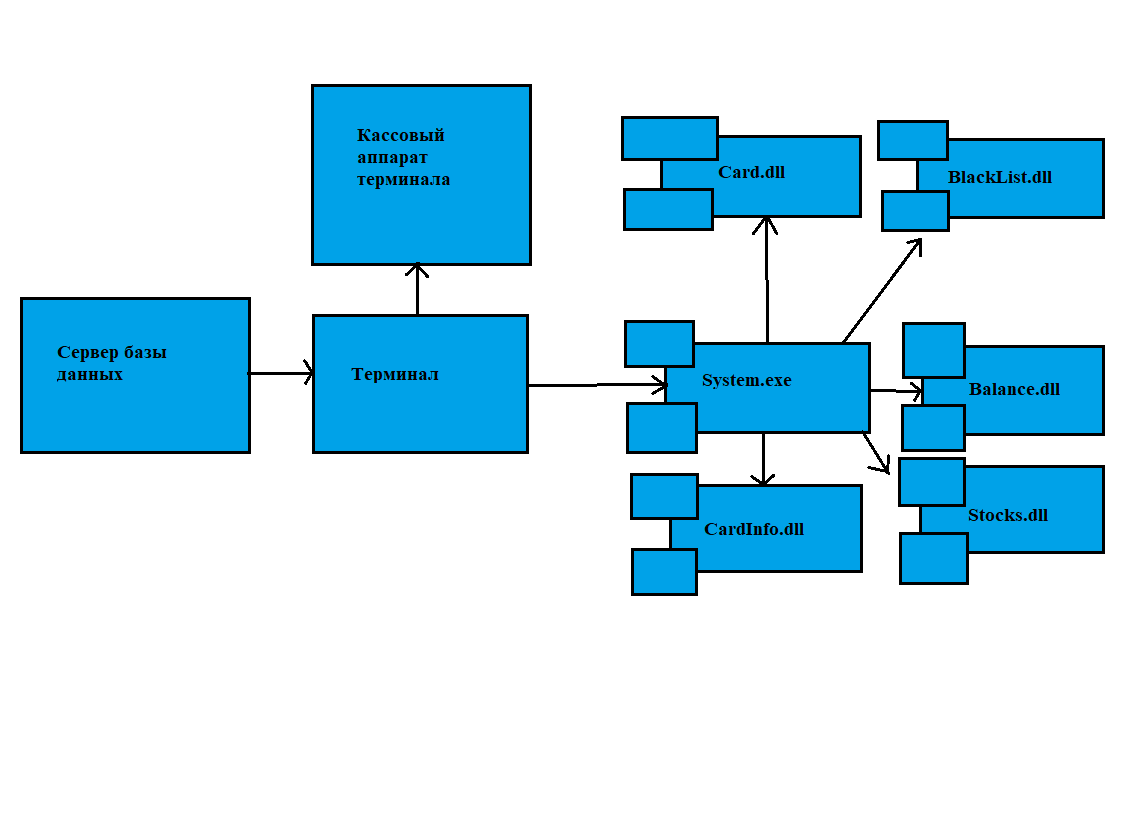 Кассовый
аппарат
терминала
Card.dll
BlackList.dll
Сервер базы
данных
Терминал
System.exe
Balance.dll
CardInfo.dll
Stocks.dll